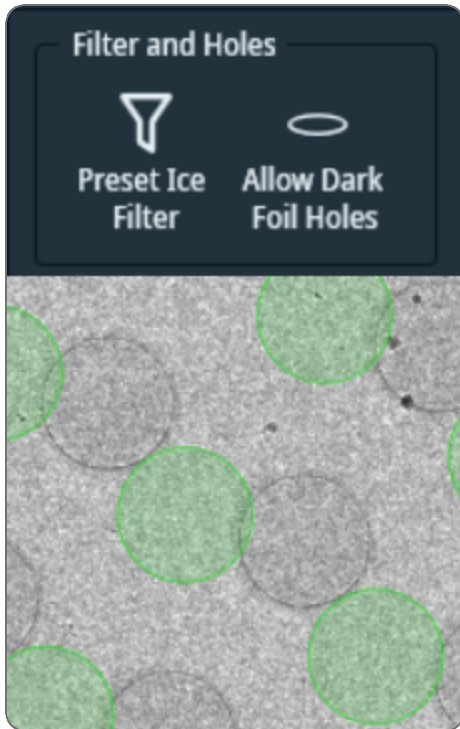 Filter and Holes
Preset Ice
Filter
Allow Dark
Foil Holes